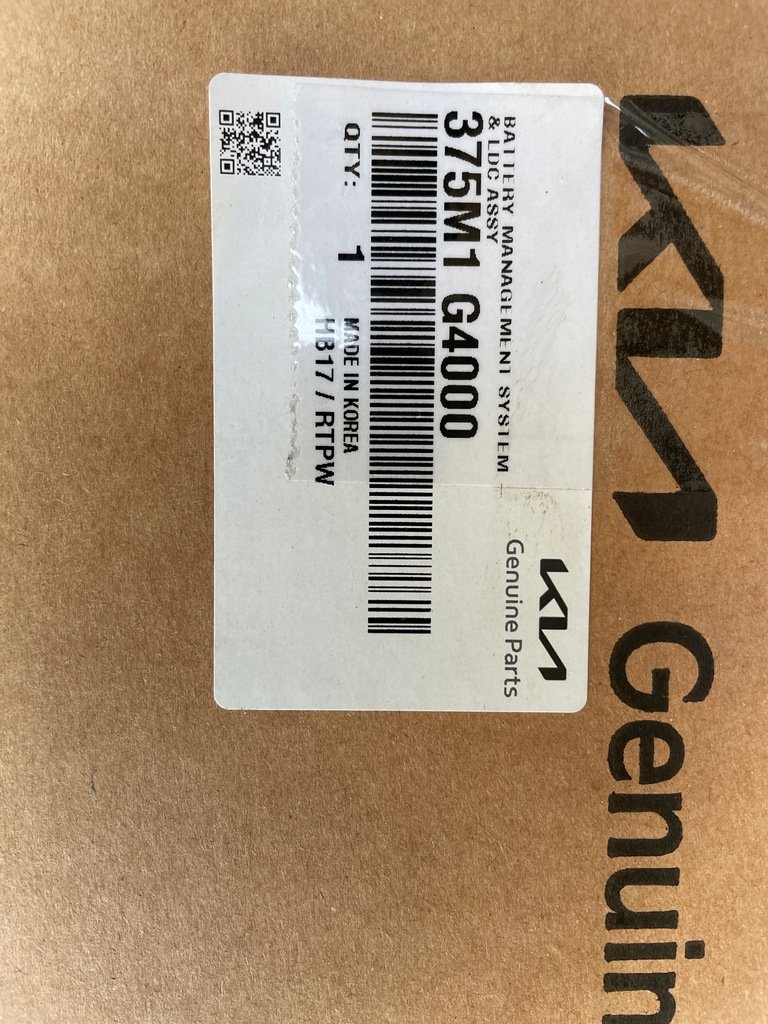 KIA Genuin
KIA
Genuine Parts
BATTERY MANAGEMENT SYSTEM
& LDC ASSY
375M1 G4000
QTY: 1 MADE IN KOREA
HB17 / RTPW